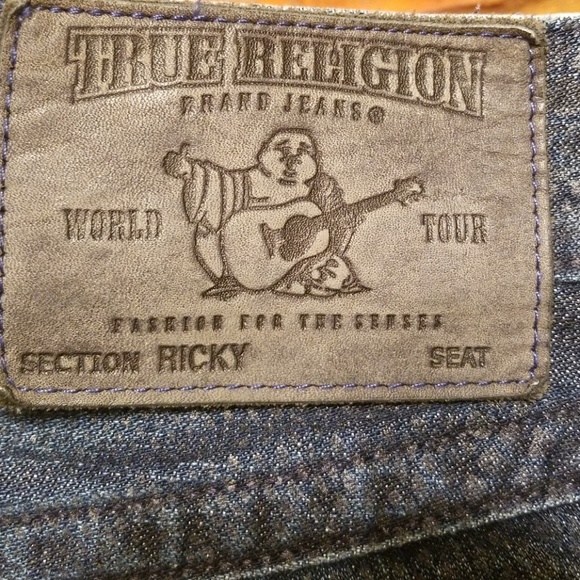 TRUE RELIGION
BRAND JEANS®
WORLD TOUR
FASHION FOR THE SENSES
SECTION RICKY SEAT